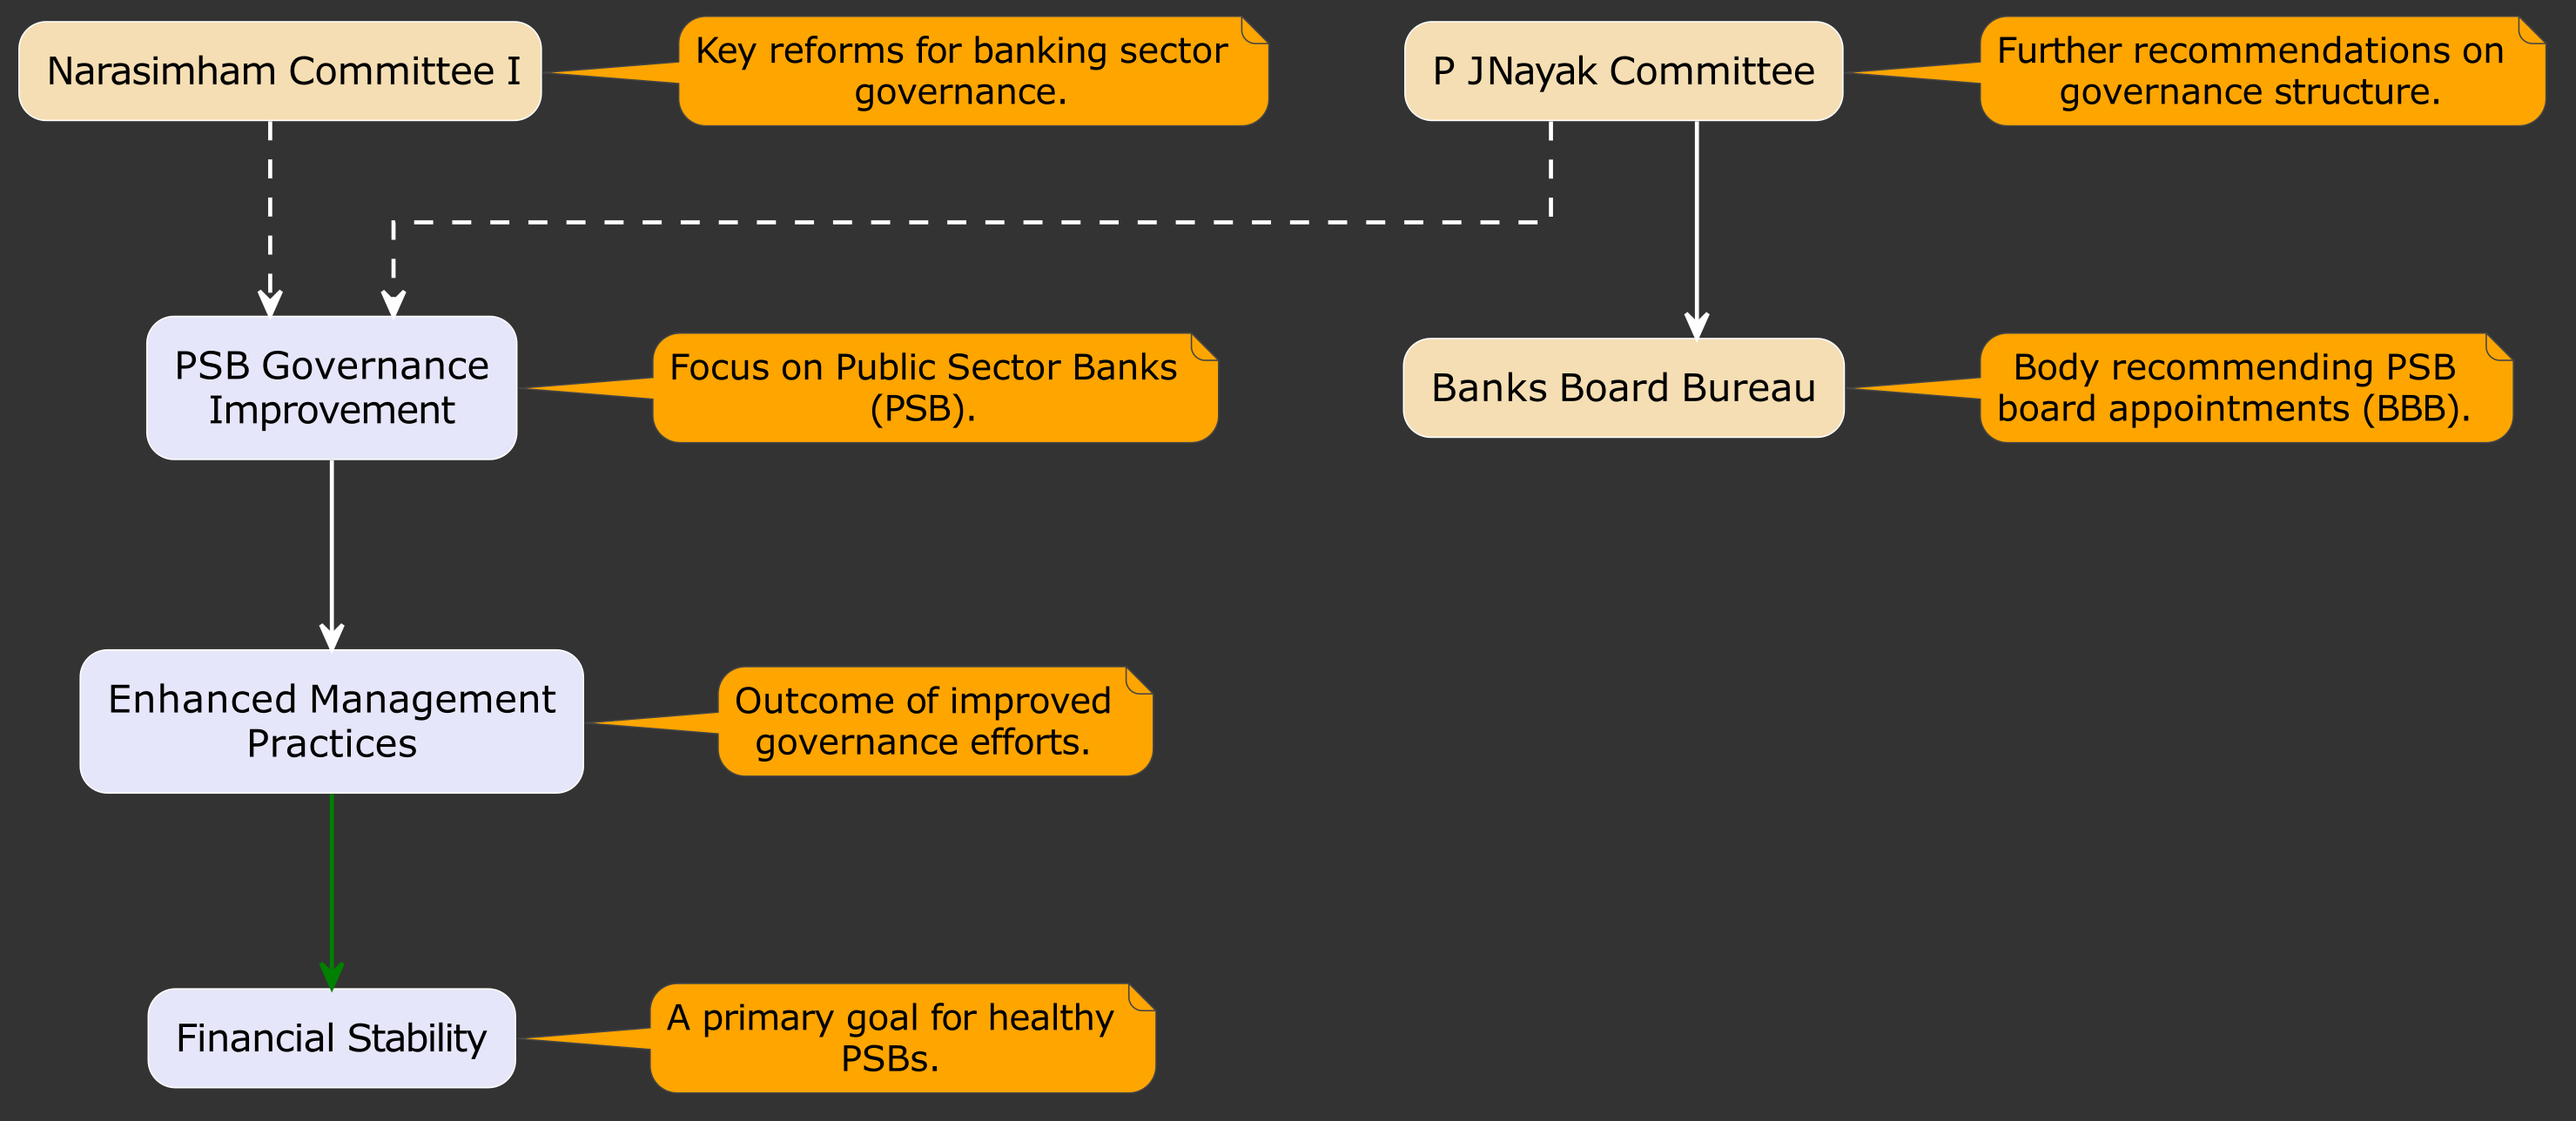 Narasimham Committee I
Key reforms for banking sector
governance.
P JNayak Committee
Further recommendations on
governance structure.
PSB Governance
Improvement
Focus on Public Sector Banks
(PSB).
Banks Board Bureau
Body recommending PSB
board appointments (BBB).
Enhanced Management
Practices
Outcome of improved
governance efforts.
Financial Stability
A primary goal for healthy
PSBs.